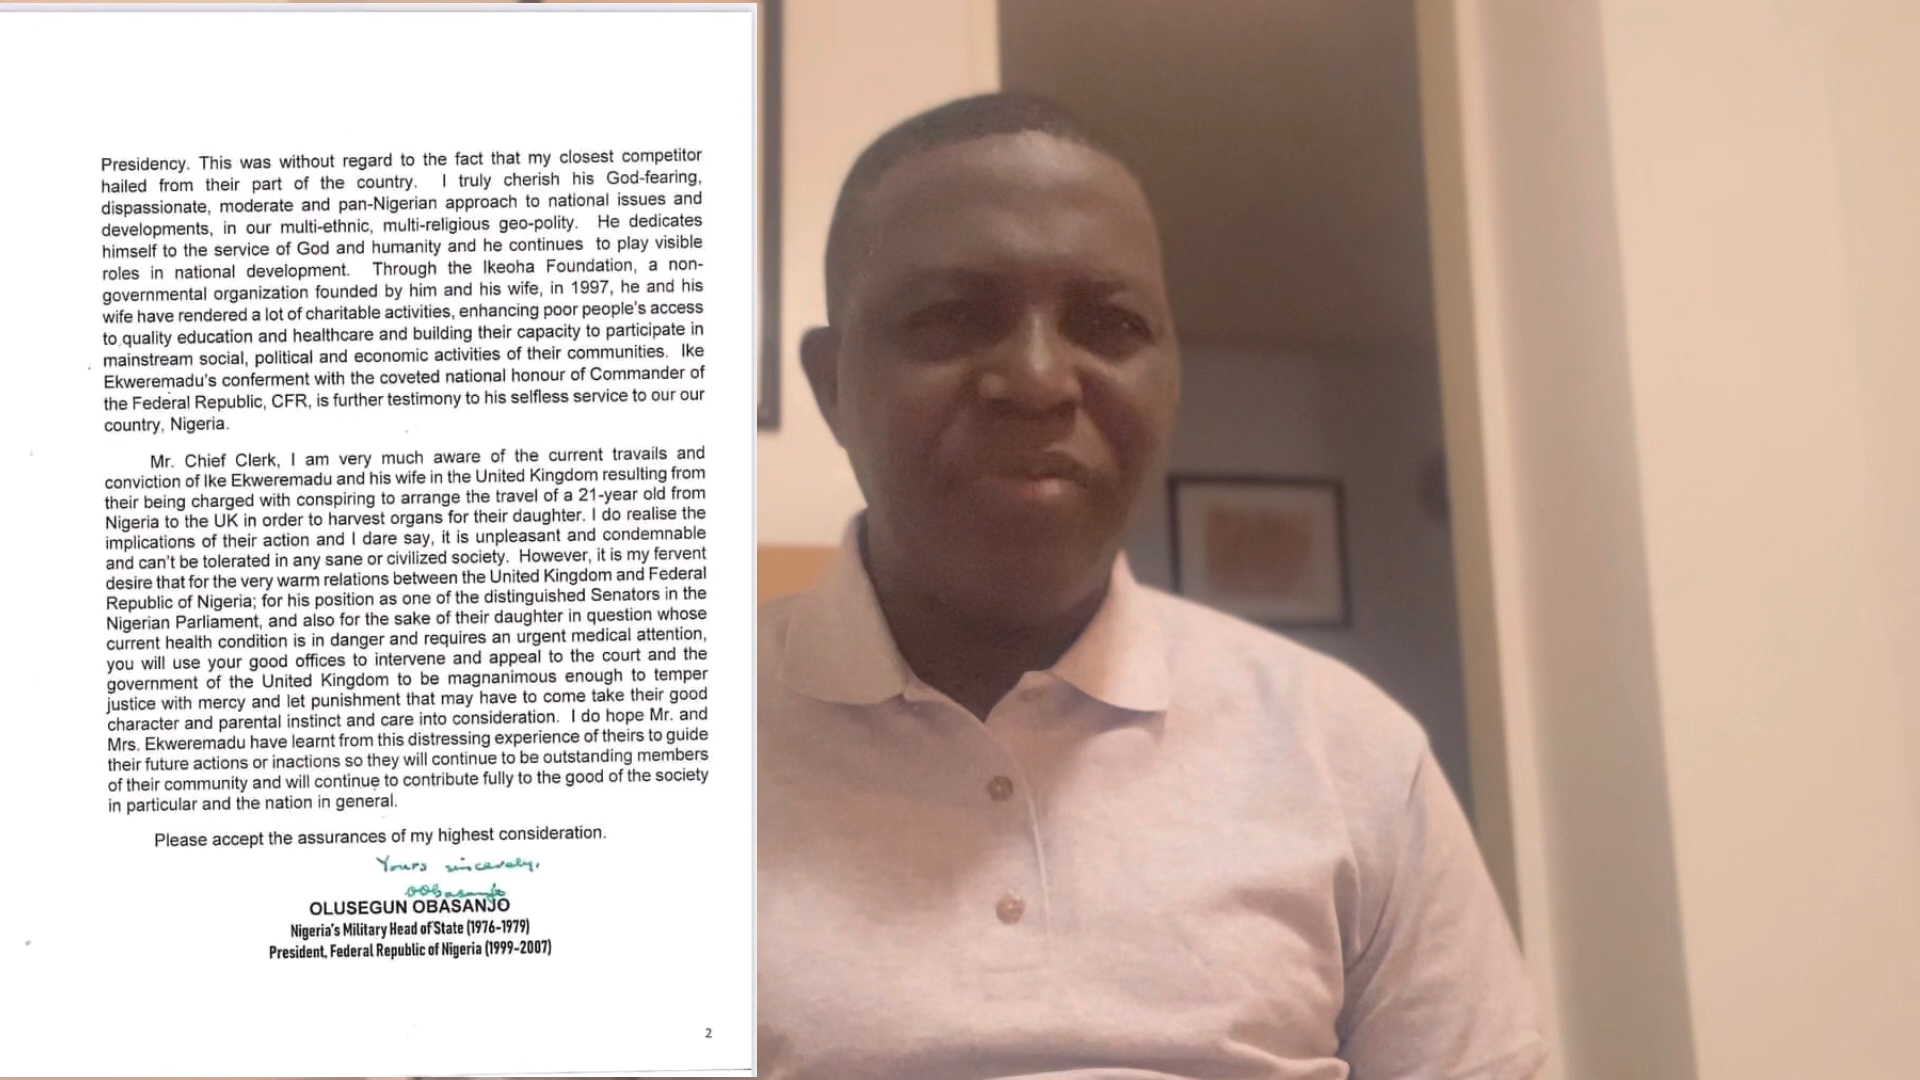 Presidency. This was without regard to the fact that my closest competitor
hailed from their part of the country. I truly cherish his God-fearing,
dispassionate, moderate and pan-Nigerian approach to national issues and
developments, in our multi-ethnic, multi-religious geo-polity. He dedicates
himself to the service of God and humanity and he continues to play visible
roles in national development. Through the Ikeoha Foundation, a non-
governmental organization founded by him and his wife, in 1997, he and his
wife have rendered a lot of charitable activities, enhancing poor people's access
to quality education and healthcare and building their capacity to participate in
mainstream social, political and economic activities of their communities. Ike
Ekweremadu's conferment with the coveted national honour of Commander of
the Federal Republic, CFR, is further testimony to his selfless service to our our
country, Nigeria.
Mr. Chief Clerk, I am very much aware of the current travails and
conviction of Ike Ekweremadu and his wife in the United Kingdom resulting from
their being charged with conspiring to arrange the travel of a 21-year old from
Nigeria to the UK in order to harvest organs for their daughter. I do realise the
implications of their action and I dare say, it is unpleasant and condemnable
and can't be tolerated in any sane or civilized society. However, it is my fervent
desire that for the very warm relations between the United Kingdom and Federal
Republic of Nigeria; for his position as one of the distinguished Senators in the
Nigerian Parliament, and also for the sake of their daughter in question whose
current health condition is in danger and requires an urgent medical attention,
you will use your good offices to intervene and appeal to the court and the
government of the United Kingdom to be magnanimous enough to temper
justice with mercy and let punishment that may have to come take their good
character and parental instinct and care into consideration. I do hope Mr. and
Mrs. Ekweremadu have learnt from this distressing experience of theirs to guide
their future actions or inactions so they will continue to be outstanding members
of their community and will continue to contribute fully to the good of the society
in particular and the nation in general.
Please accept the assurances of my highest consideration.
Yours sincerely,
OObasanjo
OLUSEGUN OBASANJO
Nigeria's Military Head of State (1976-1979)
President, Federal Republic of Nigeria (1999-2007)
2